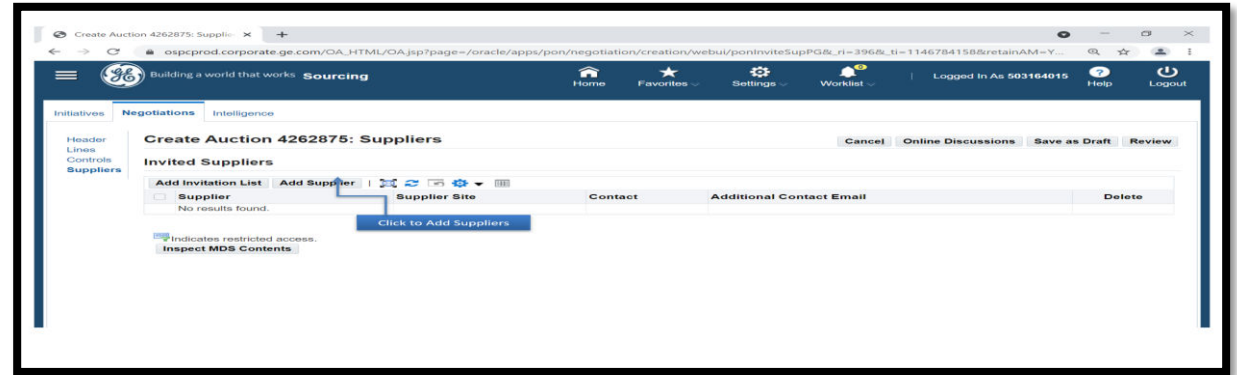 Create Auction 4262875: Supplie
ospcprod.corporate.ge.com/OA_HTML/OA.jsp?page=/oracle/apps/pon/negotiation/creation/webui/ponInviteSupPG&_ri=396&_ti=1146784158&retainAM=Y...
Building a world that works Sourcing
Home Favorites Settings Worklist Logged In As 503164015 Help Logout
Initiatives Negotiations Intelligence
Header
Lines
Controls
Suppliers
Create Auction 4262875: Suppliers
Cancel Online Discussions Save as Draft Review
Invited Suppliers
Add Invitation List Add Supplier
Supplier Supplier Site Contact Additional Contact Email Delete
No results found.
Click to Add Suppliers
Indicates restricted access.
Inspect MDS Contents